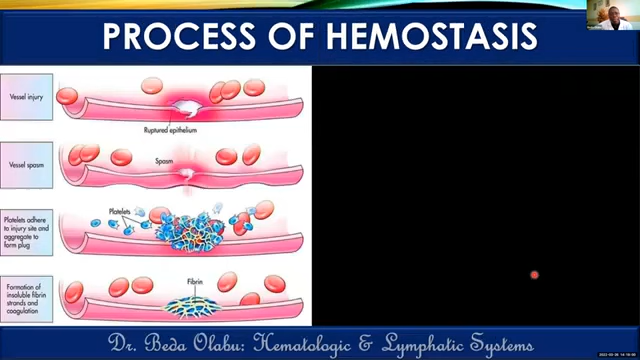 PROCESS OF HEMOSTASIS
Vessel injury
Ruptured epithelium
Vessel spasm
Spasm
Platelets adhere
to injury site and
aggregate to
form plug
Platelets
Formation of
insoluble fibrin
strands and
coagulation
Fibrin
Dr. Beda Olabu: Hematologic & Lymphatic Systems